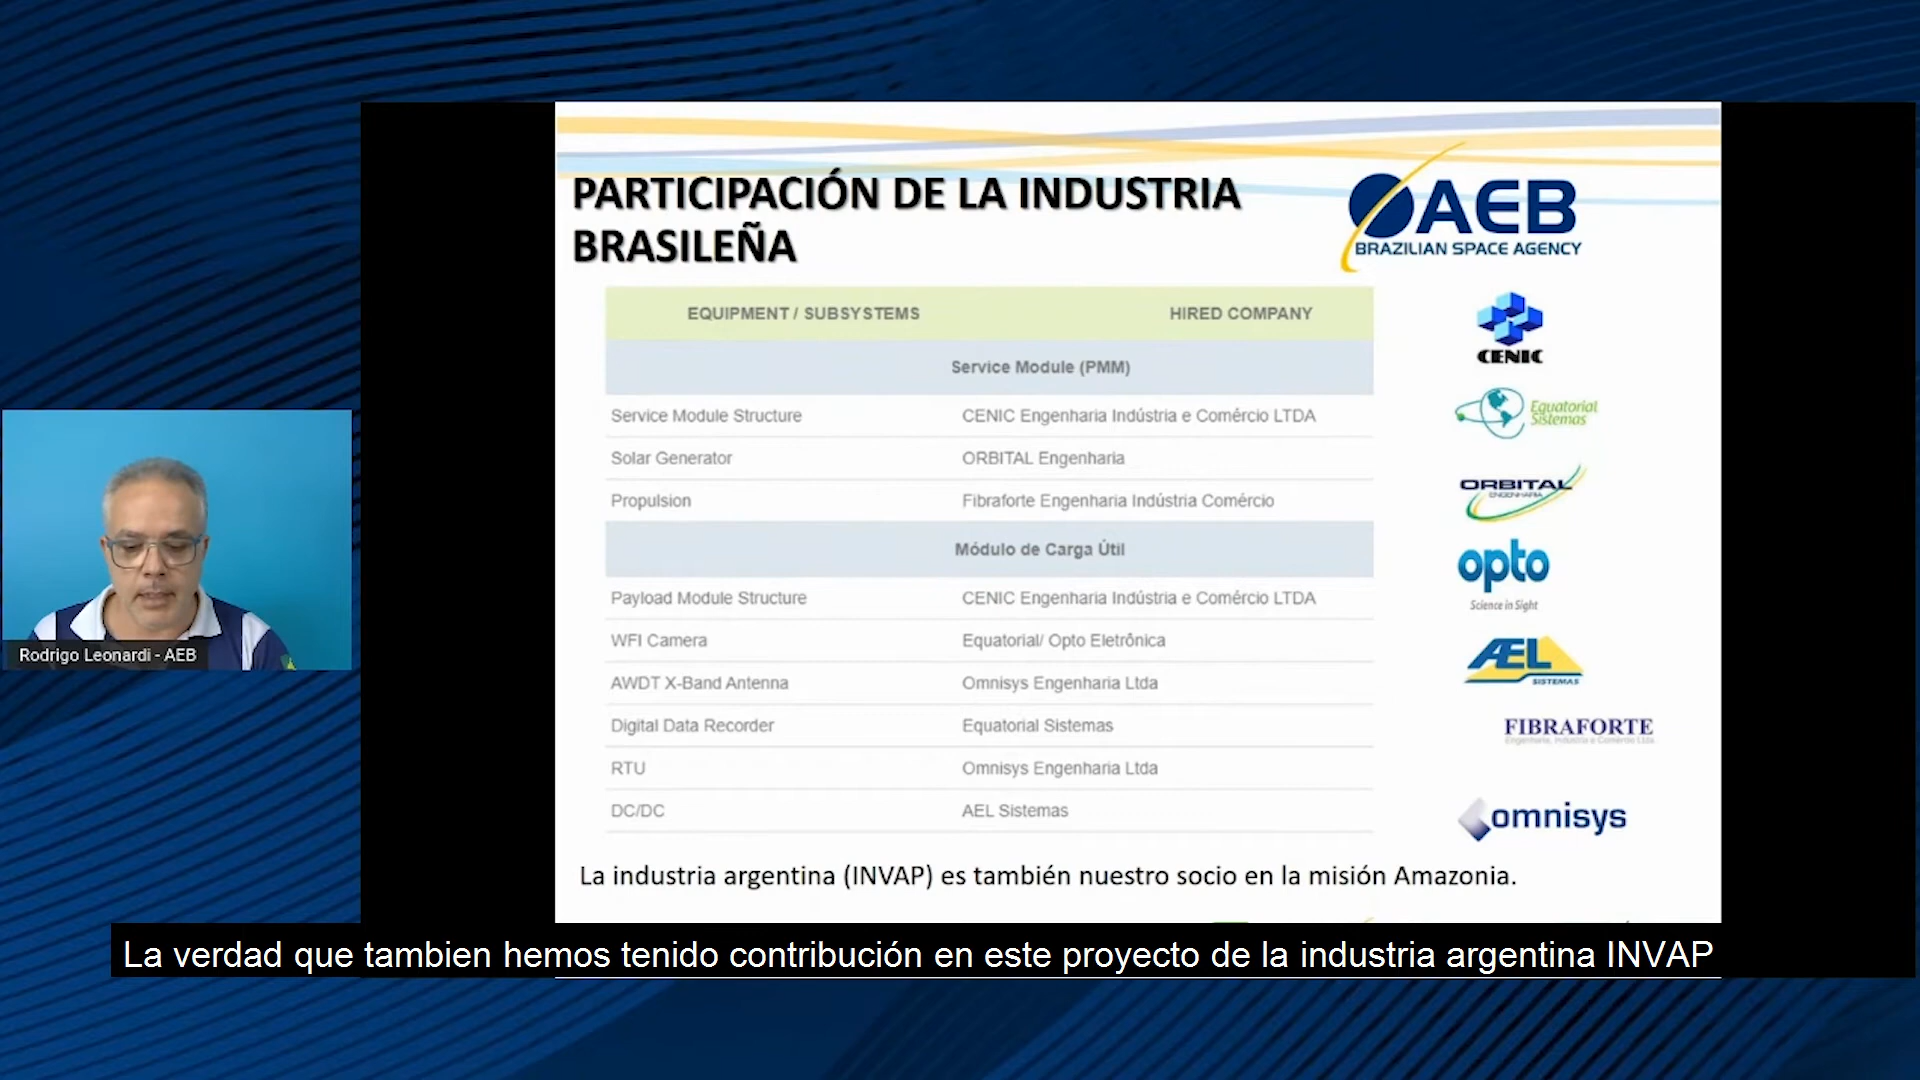 PARTICIPACIÓN DE LA INDUSTRIA
BRASILEÑA
AEB
BRAZILIAN SPACE AGENCY
EQUIPMENT / SUBSYSTEMS HIRED COMPANY
Service Module (PMM)
Service Module Structure CENIC Engenharia Indústria e Comércio LTDA
Solar Generator ORBITAL Engenharia
Propulsion Fibraforte Engenharia Indústria Comércio
Módulo de Carga Útil
Payload Module Structure CENIC Engenharia Indústria e Comércio LTDA
WFI Camera Equatorial/ Opto Eletrônica
AWDT X-Band Antenna Omnisys Engenharia Ltda
Digital Data Recorder Equatorial Sistemas
RTU Omnisys Engenharia Ltda
DC/DC AEL Sistemas
CENIC
Equatorial
Sistemas
ORBITAL
ENGENHARIA
opto
Science in Sight
AEL
SISTEMAS
FIBRAFORTE
Engenharia, Indústria e Comércio Ltda.
omnisys
La industria argentina (INVAP) es también nuestro socio en la misión Amazonia.
Rodrigo Leonardi - AEB
La verdad que tambien hemos tenido contribución en este proyecto de la industria argentina INVAP